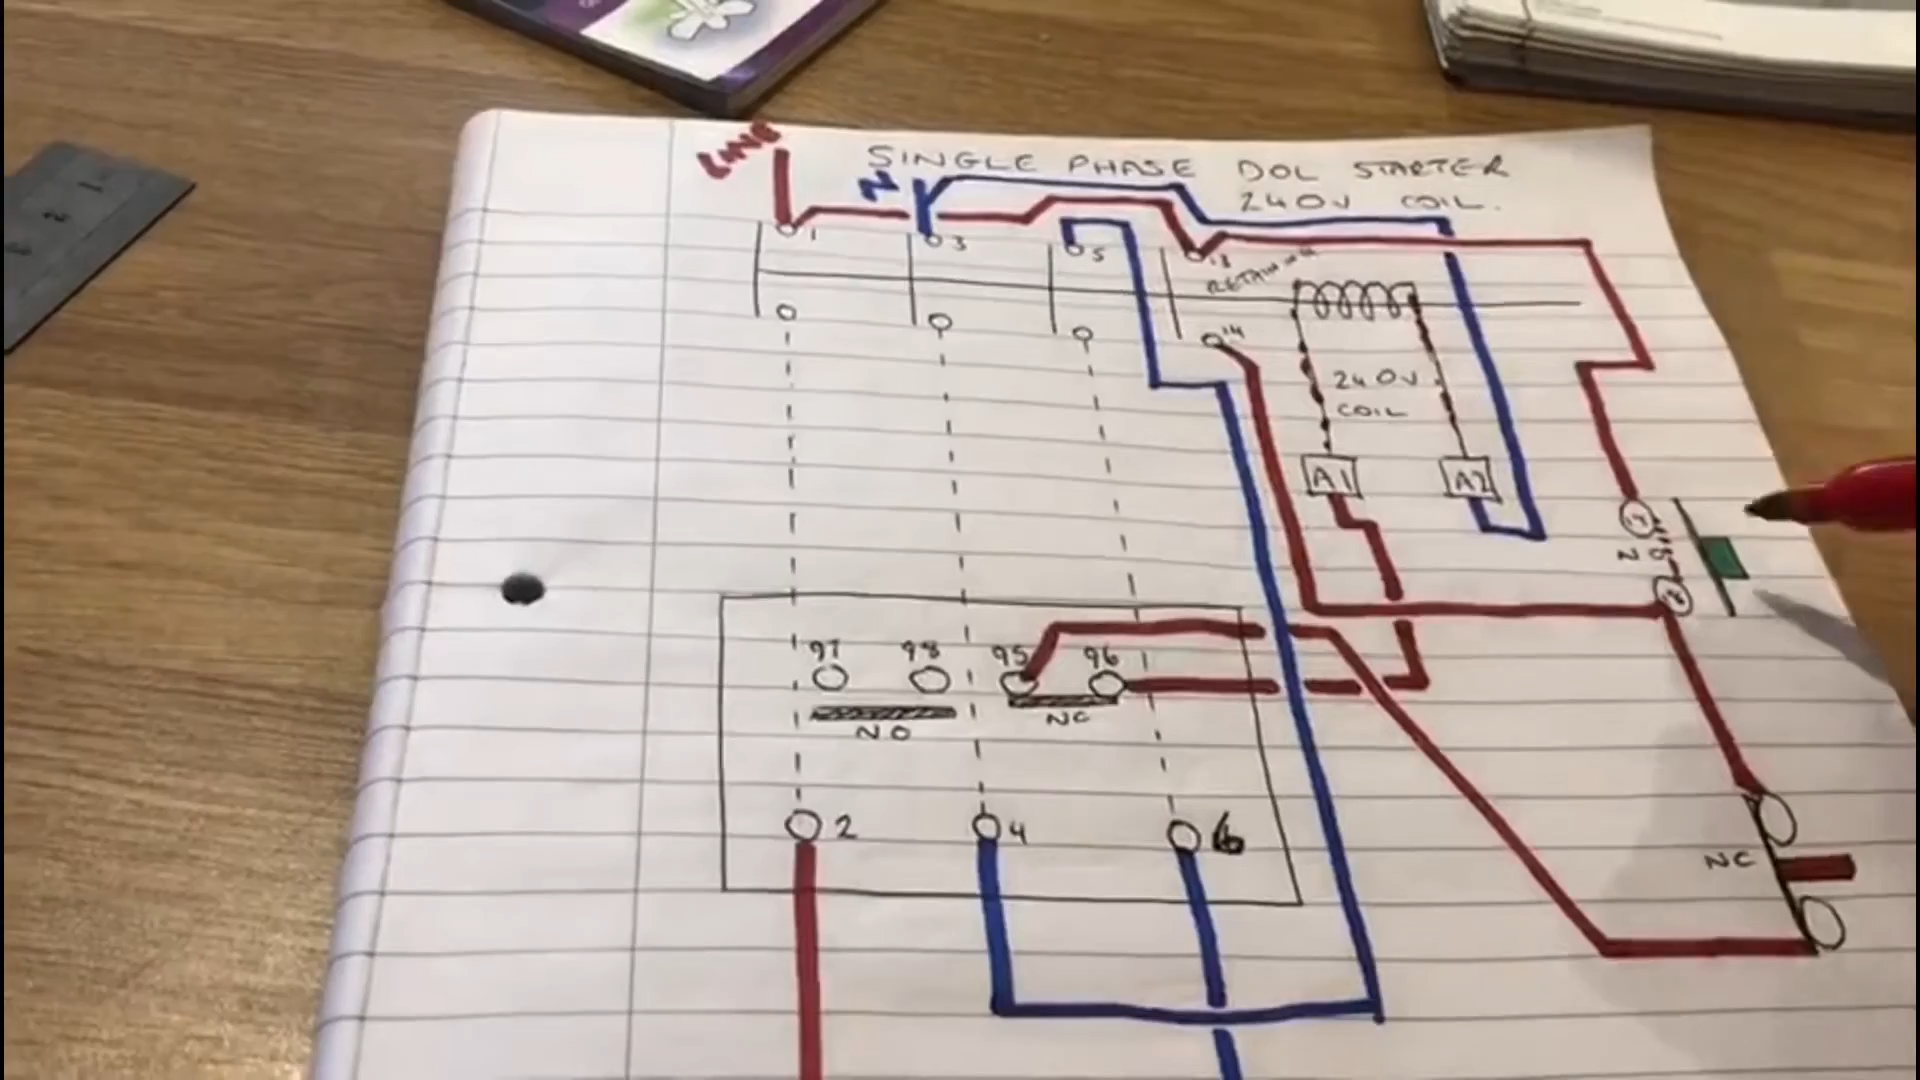 LINE
SINGLE PHASE DOL STARTER
N
240V COIL.
1
3
5
13
RETAINING
14
240V
COIL
A1
A2
97
98
95
96
NO
NC
2
4
6
NC